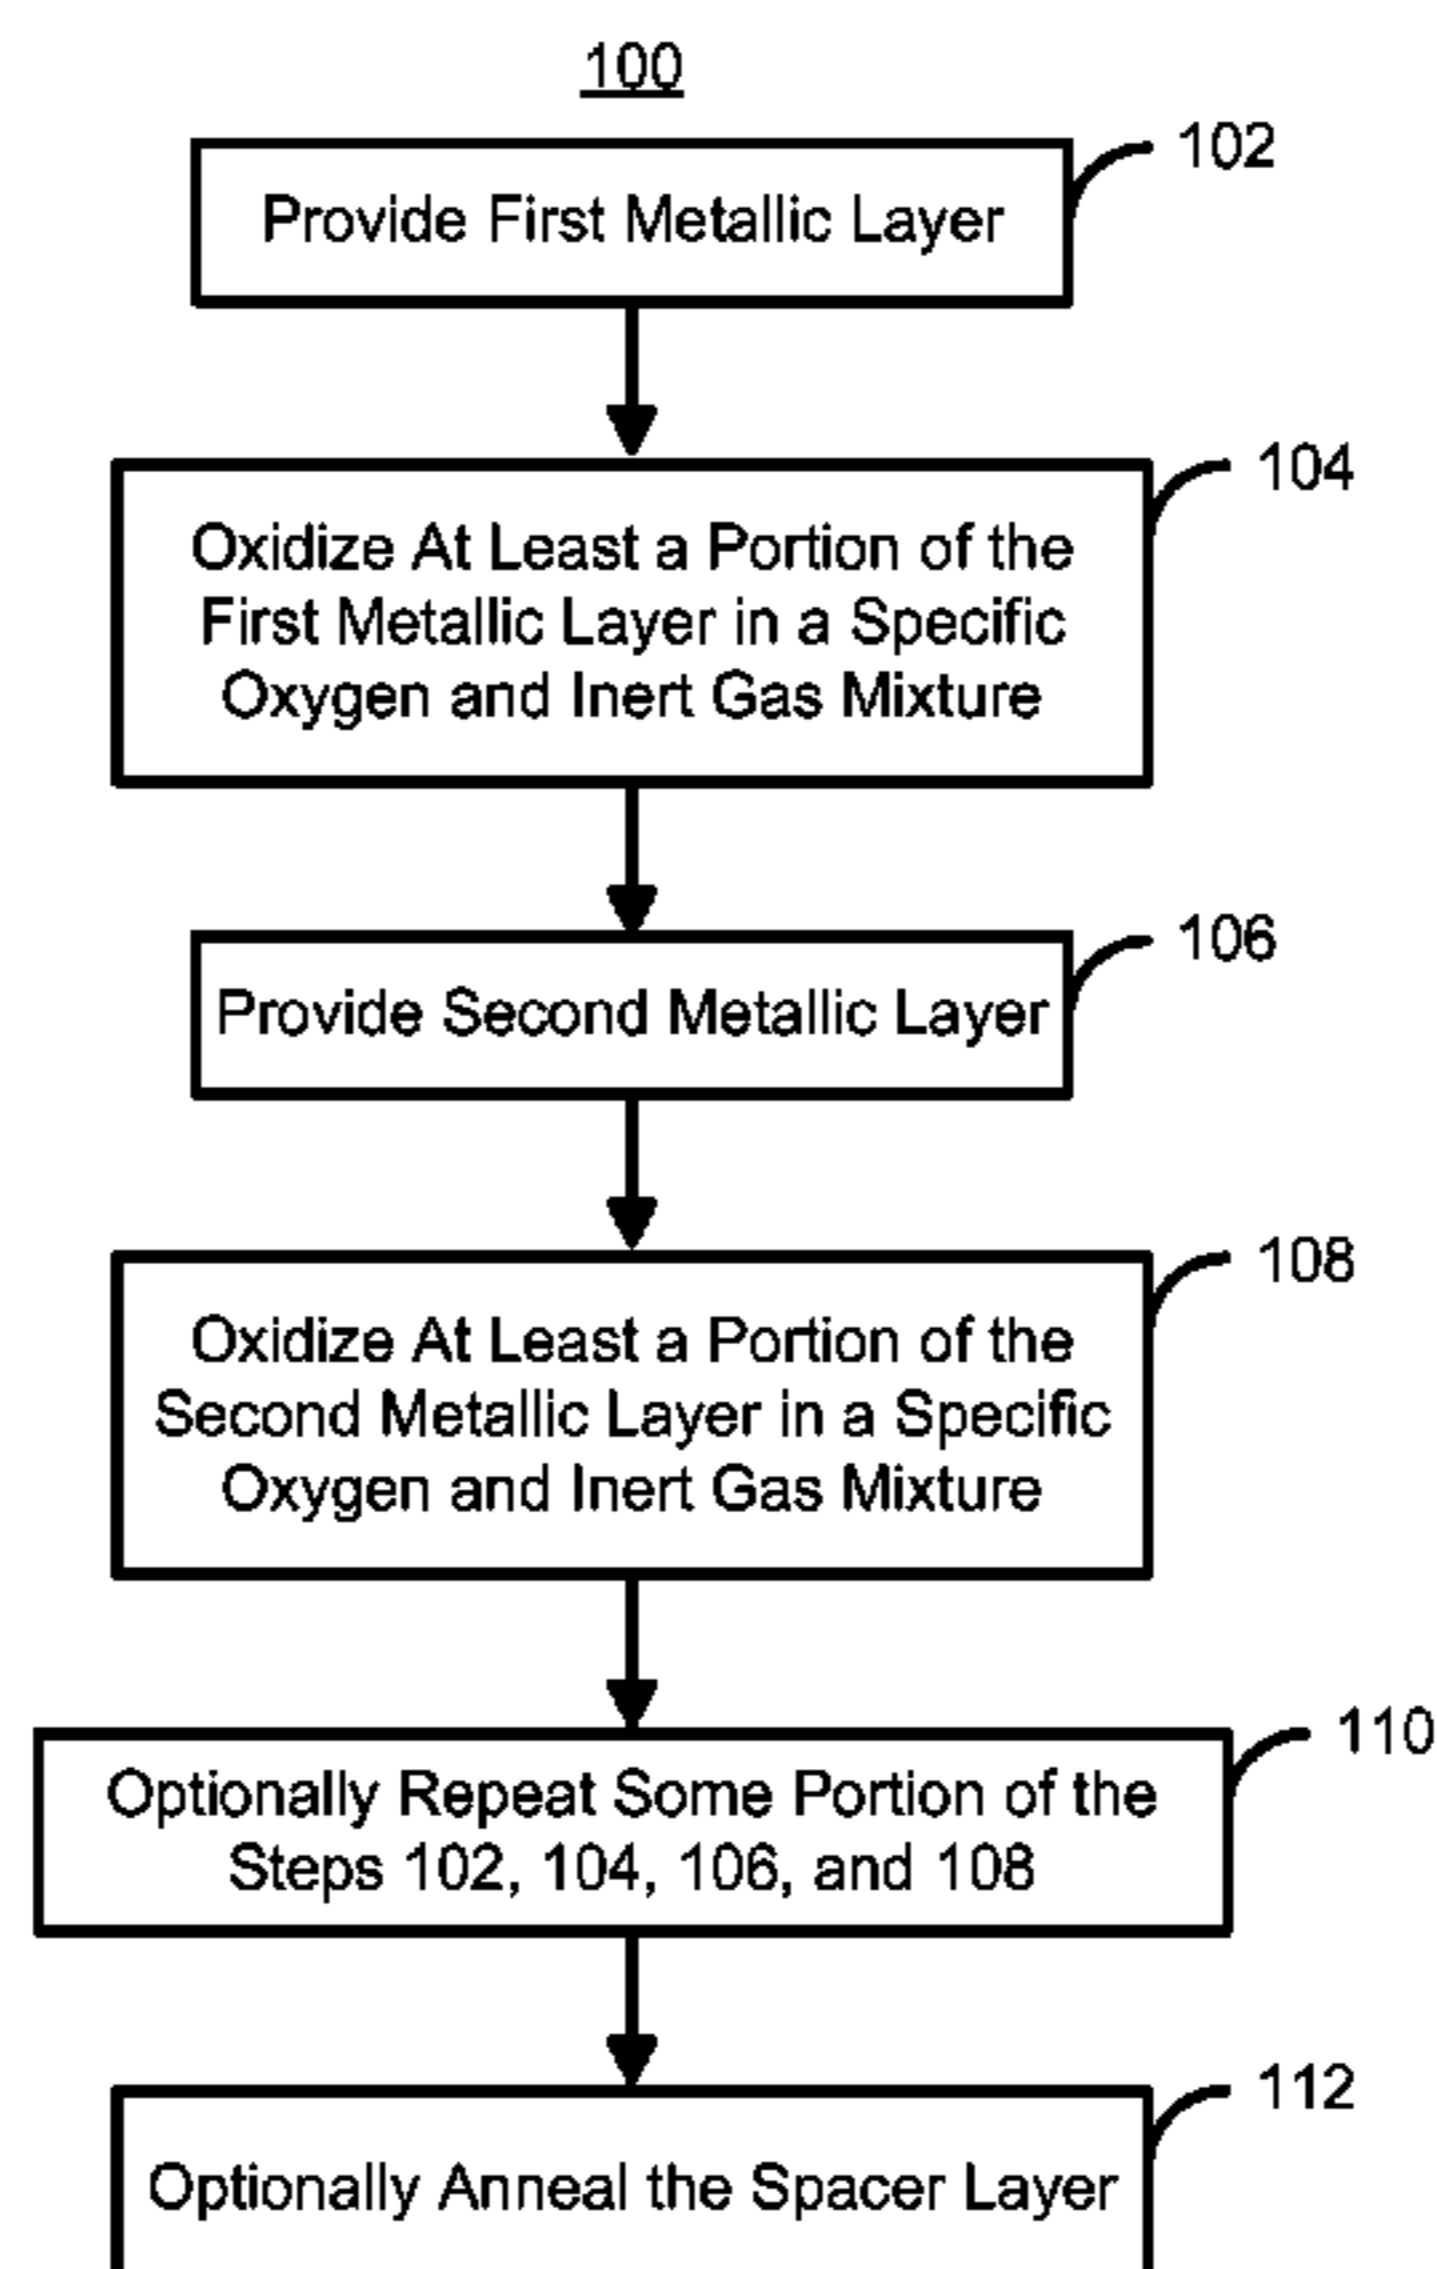 100
102
Provide First Metallic Layer
104
Oxidize At Least a Portion of the
First Metallic Layer in a Specific
Oxygen and Inert Gas Mixture
106
Provide Second Metallic Layer
108
Oxidize At Least a Portion of the
Second Metallic Layer in a Specific
Oxygen and Inert Gas Mixture
110
Optionally Repeat Some Portion of the
Steps 102, 104, 106, and 108
112
Optionally Anneal the Spacer Layer